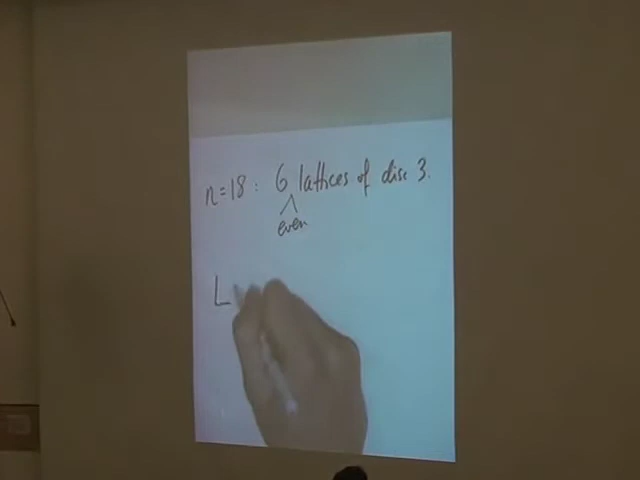 n=18 : 6 lattices of disc 3.
even
L